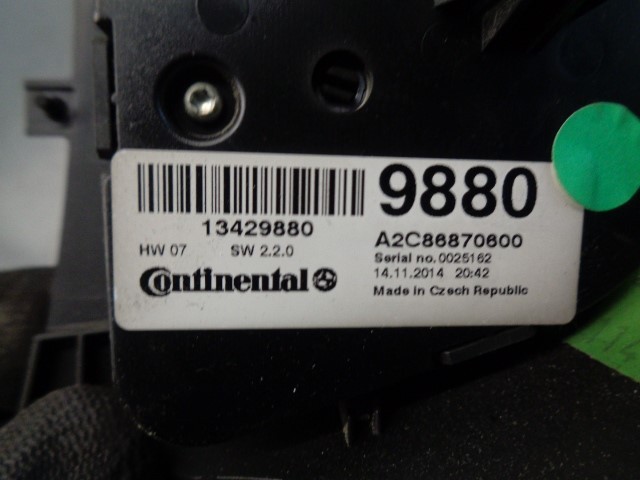 9880
13429880
HW 07 SW 2.2.0
A2C86870600
Serial no. 0025162
14.11.2014 20:42
Continental
Made in Czech Republic